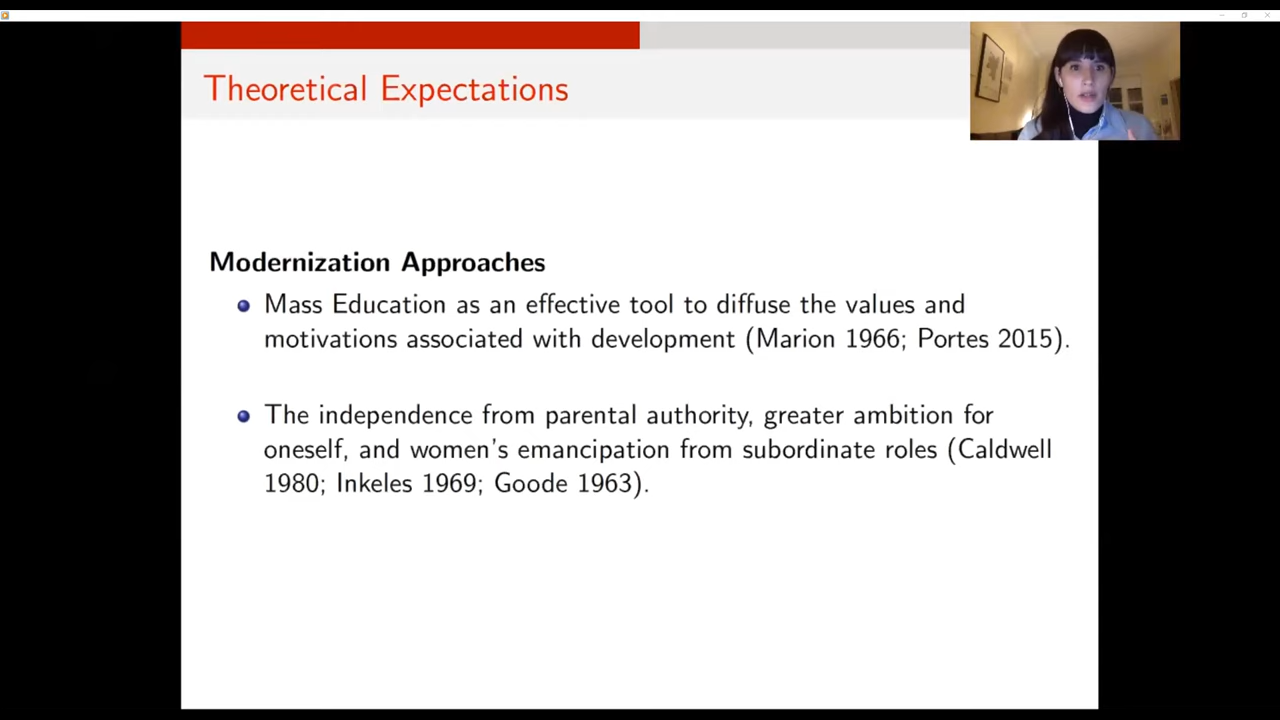 Theoretical Expectations
Modernization Approaches
Mass Education as an effective tool to diffuse the values and
motivations associated with development (Marion 1966; Portes 2015).
The independence from parental authority, greater ambition for
oneself, and women's emancipation from subordinate roles (Caldwell
1980; Inkeles 1969; Goode 1963).